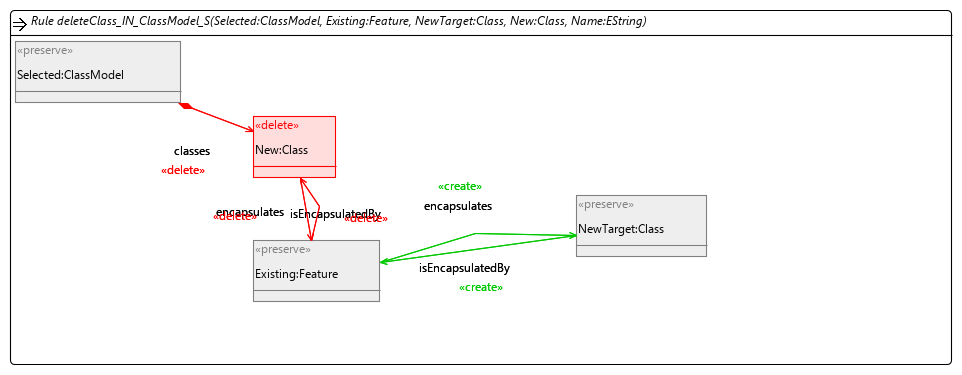 Rule deleteClass_IN_ClassModel_S(Selected:ClassModel, Existing:Feature, NewTarget:Class, New:Class, Name:EString)
«preserve»
Selected:ClassModel
«delete»
New:Class
classes
«delete»
«create»
encapsulates
«preserve»
NewTarget:Class
encapsulates
«delete»
isEncapsulatedBy
«delete»
«preserve»
Existing:Feature
isEncapsulatedBy
«create»